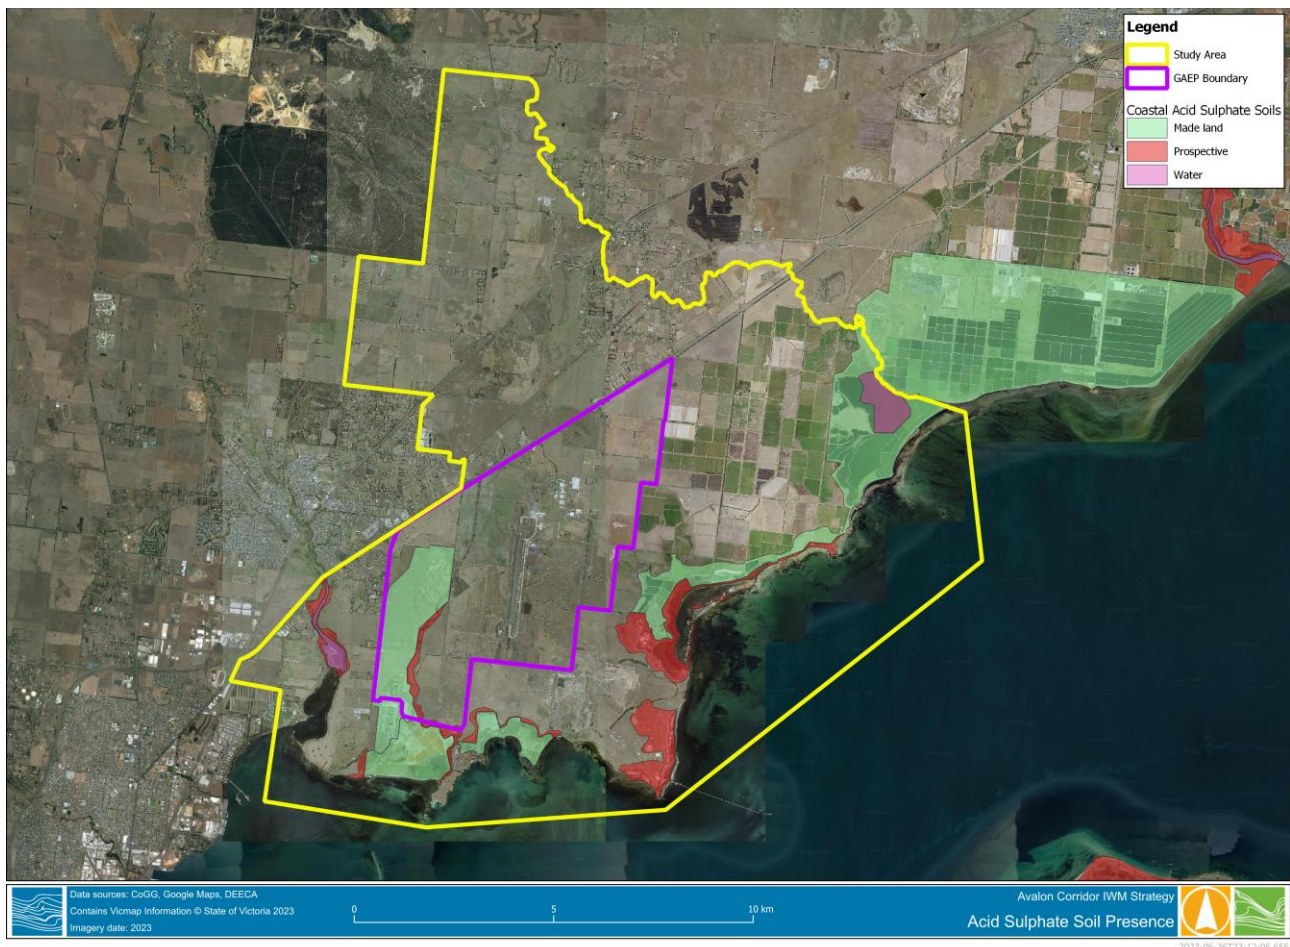 Legend
Study Area
GAEP Boundary
Coastal Acid Sulphate Soils
Made land
Prospective
Water
Data sources: CoGG, Google Maps, DEECA
Contains Vicmap Information © State of Victoria 2023
Imagery date: 2023
0 5 10 km
Avalon Corridor IWM Strategy
Acid Sulphate Soil Presence